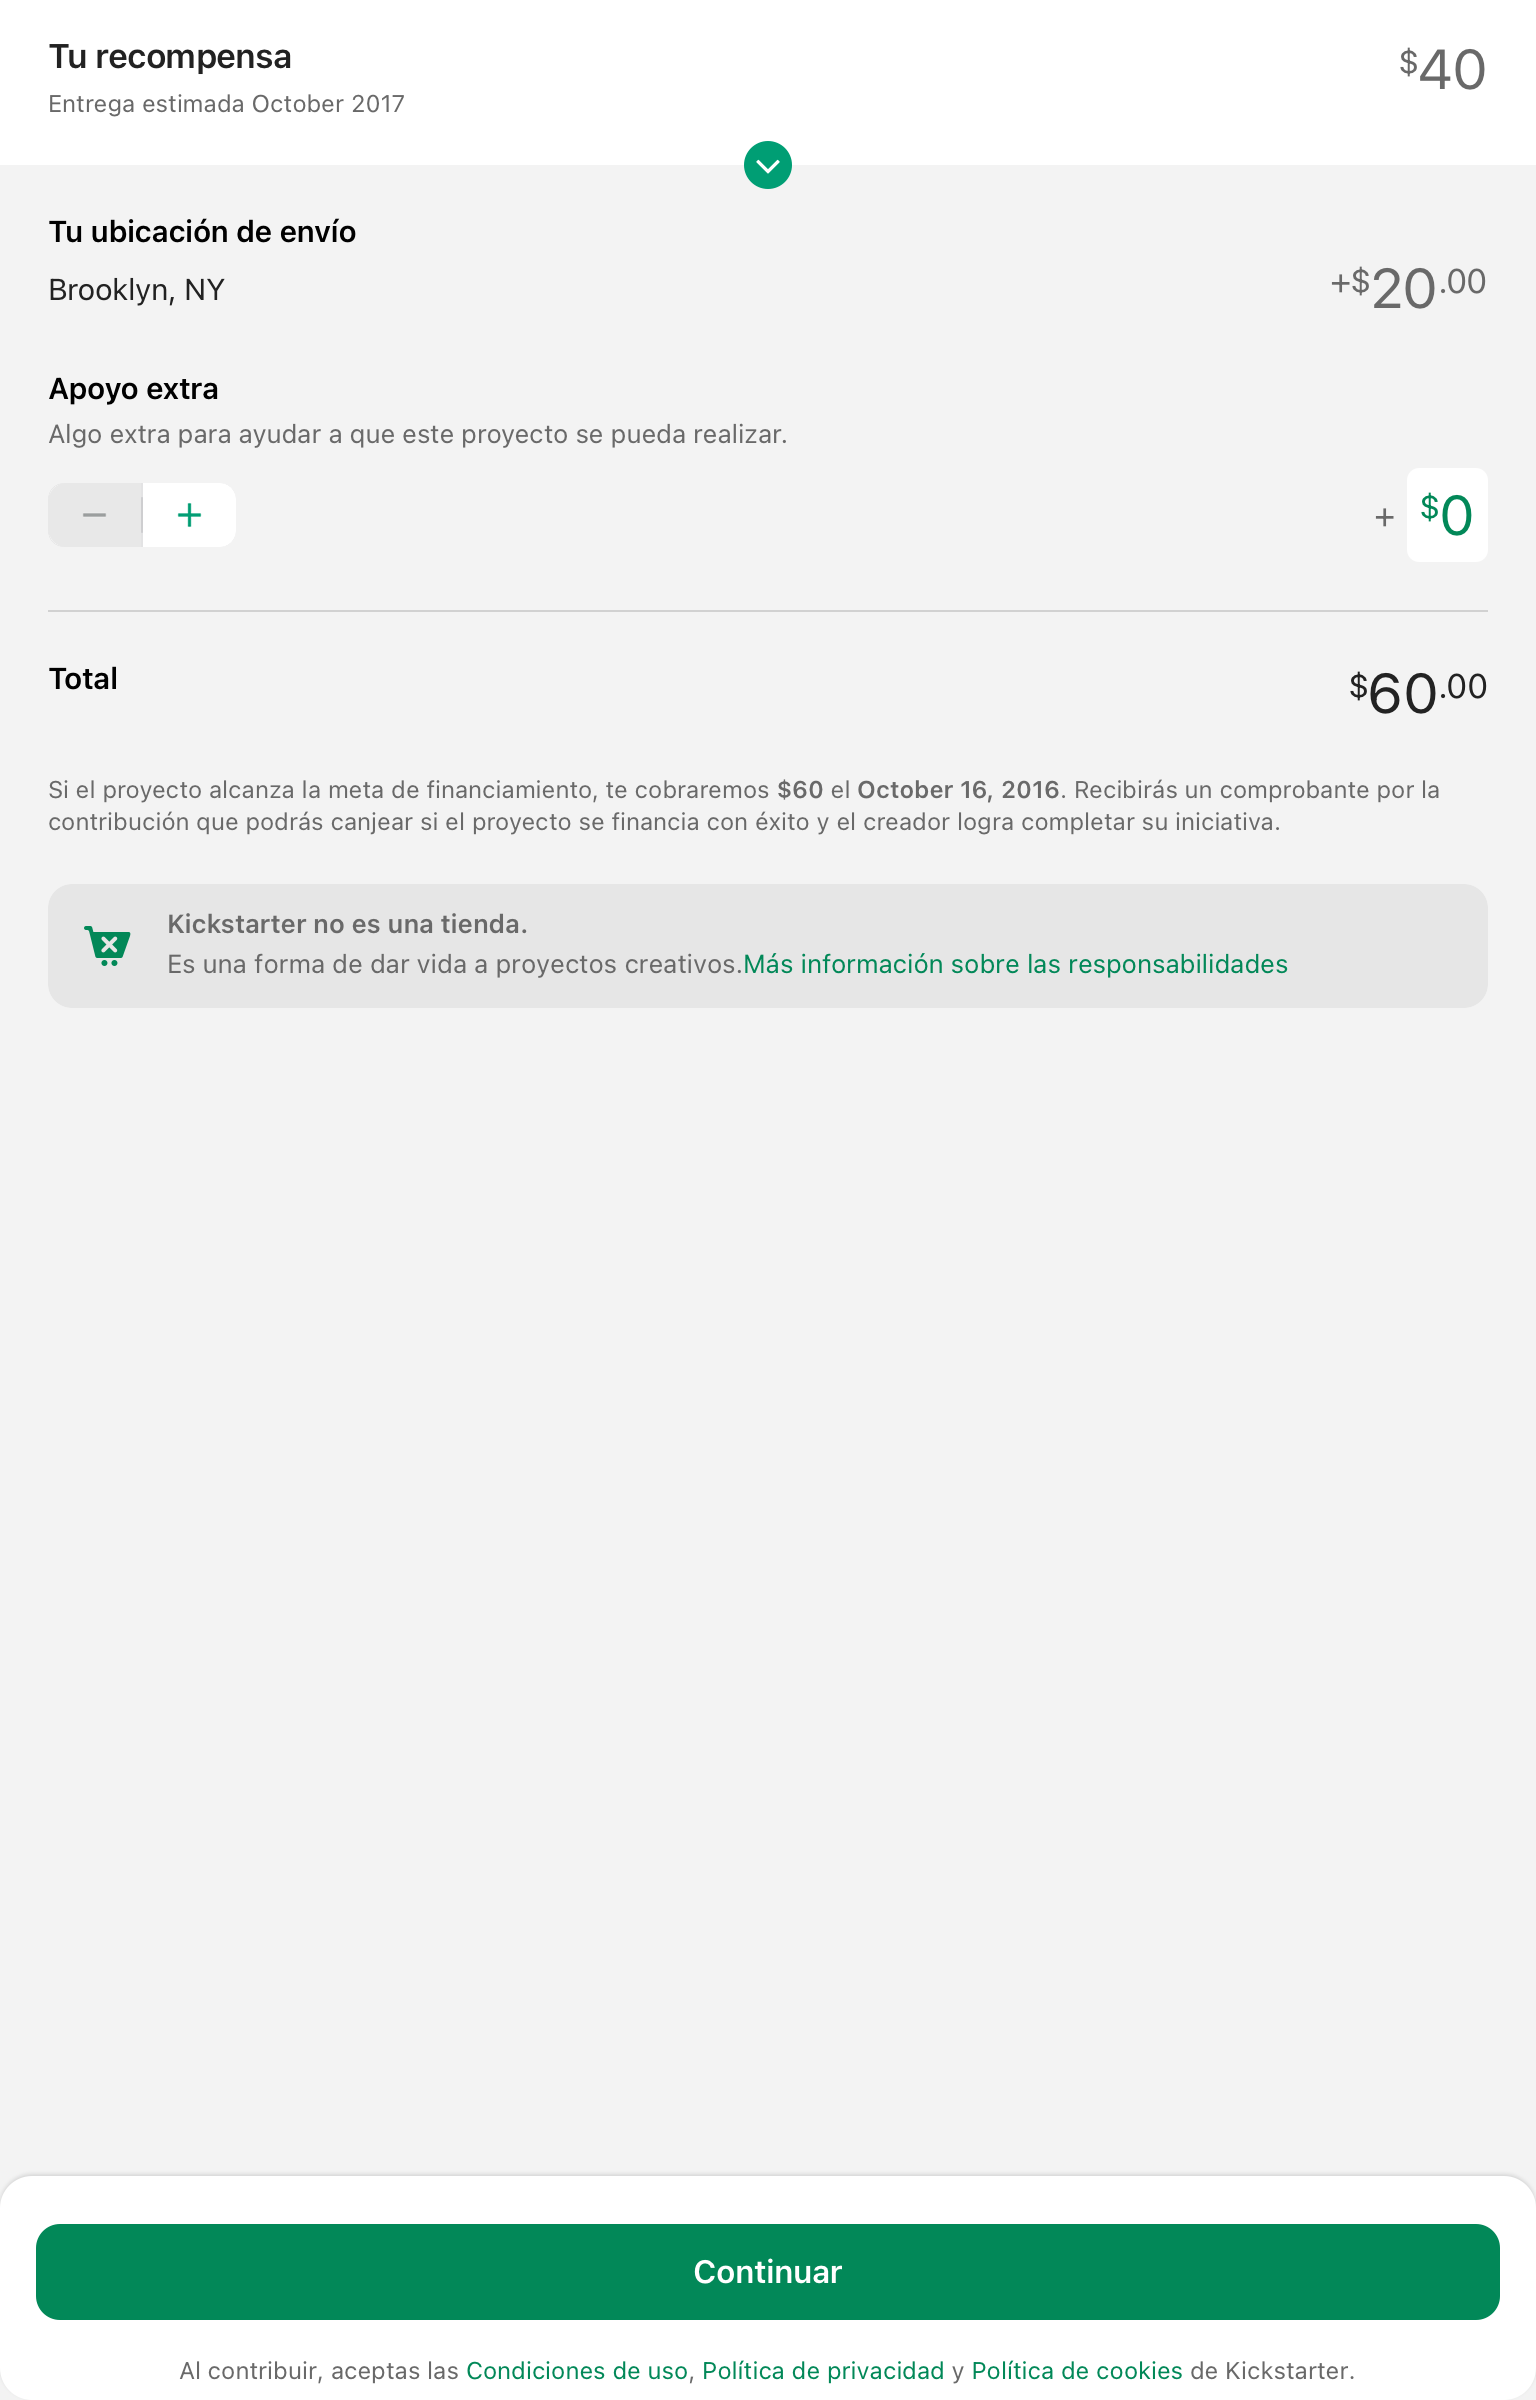 Tu recompensa
$40
Entrega estimada October 2017
Tu ubicación de envío
Brooklyn, NY
+$20.00
Apoyo extra
Algo extra para ayudar a que este proyecto se pueda realizar.
− + + $0
Total
$60.00
Si el proyecto alcanza la meta de financiamiento, te cobraremos $60 el October 16, 2016. Recibirás un comprobante por la
contribución que podrás canjear si el proyecto se financia con éxito y el creador logra completar su iniciativa.
Kickstarter no es una tienda.
Es una forma de dar vida a proyectos creativos.Más información sobre las responsabilidades
Continuar
Al contribuir, aceptas las Condiciones de uso, Política de privacidad y Política de cookies de Kickstarter.